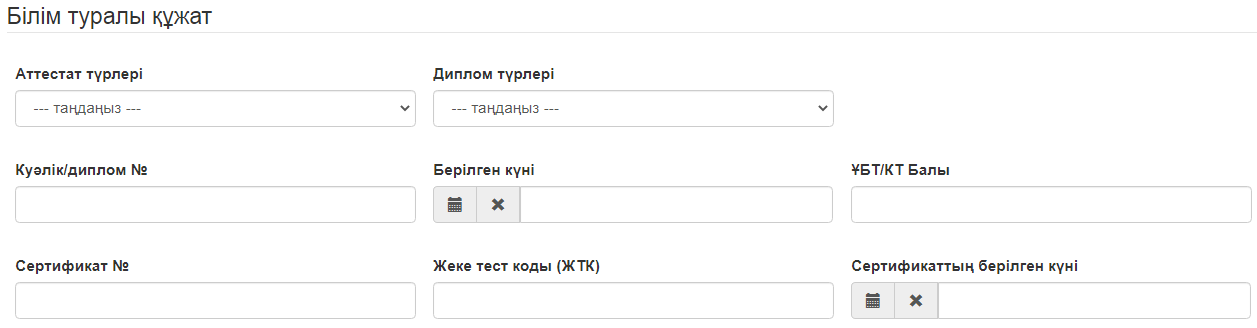 Білім туралы құжат
Аттестат түрлері Диплом түрлері
--- таңдаңыз --- --- таңдаңыз ---
Куәлік/диплом № Берілген күні ҰБТ/КТ Балы
Сертификат № Жеке тест коды (ЖТК) Сертификаттың берілген күні